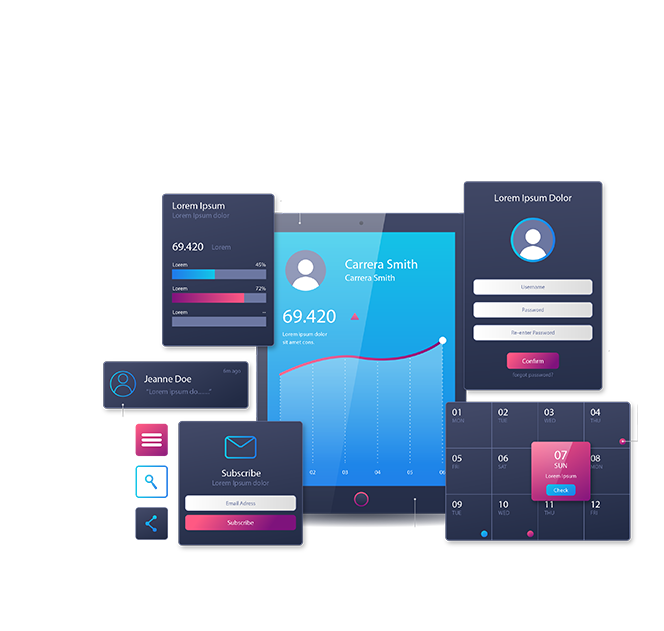 Lorem Ipsum
Lorem Ipsum dolor
69.420 Lorem
Lorem 45%
Lorem 72%
Lorem --
Carrera Smith
Carrera Smith
69.420
Lorem ipsum dolor
sit amet cons
02 03 04 05 06
Lorem Ipsum Dolor
Username
Password
Re-enter Password
Confirm
forgot password?
Jeanne Doe
6m ago
"Lorem ipsum do......"
Subscribe
Lorem Ipsum dolor
Email Adress
Subscribe
01 02 03 04
MON TUE WED THU
05 06 07 08
FRI SAT SUN MON
Lorem Ipsum
Check
09 10 11 12
TUE WED THU FRI